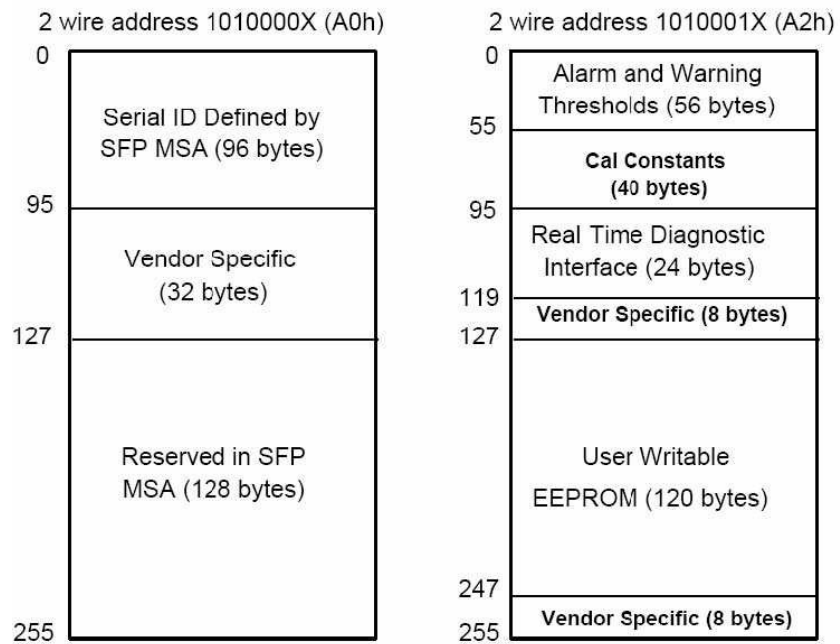 2 wire address 1010000X (A0h)
0
Serial ID Defined by
SFP MSA (96 bytes)
95
Vendor Specific
(32 bytes)
127
Reserved in SFP
MSA (128 bytes)
255
2 wire address 1010001X (A2h)
0
Alarm and Warning
Thresholds (56 bytes)
55
Cal Constants
(40 bytes)
95
Real Time Diagnostic
Interface (24 bytes)
119
Vendor Specific (8 bytes)
127
User Writable
EEPROM (120 bytes)
247
Vendor Specific (8 bytes)
255